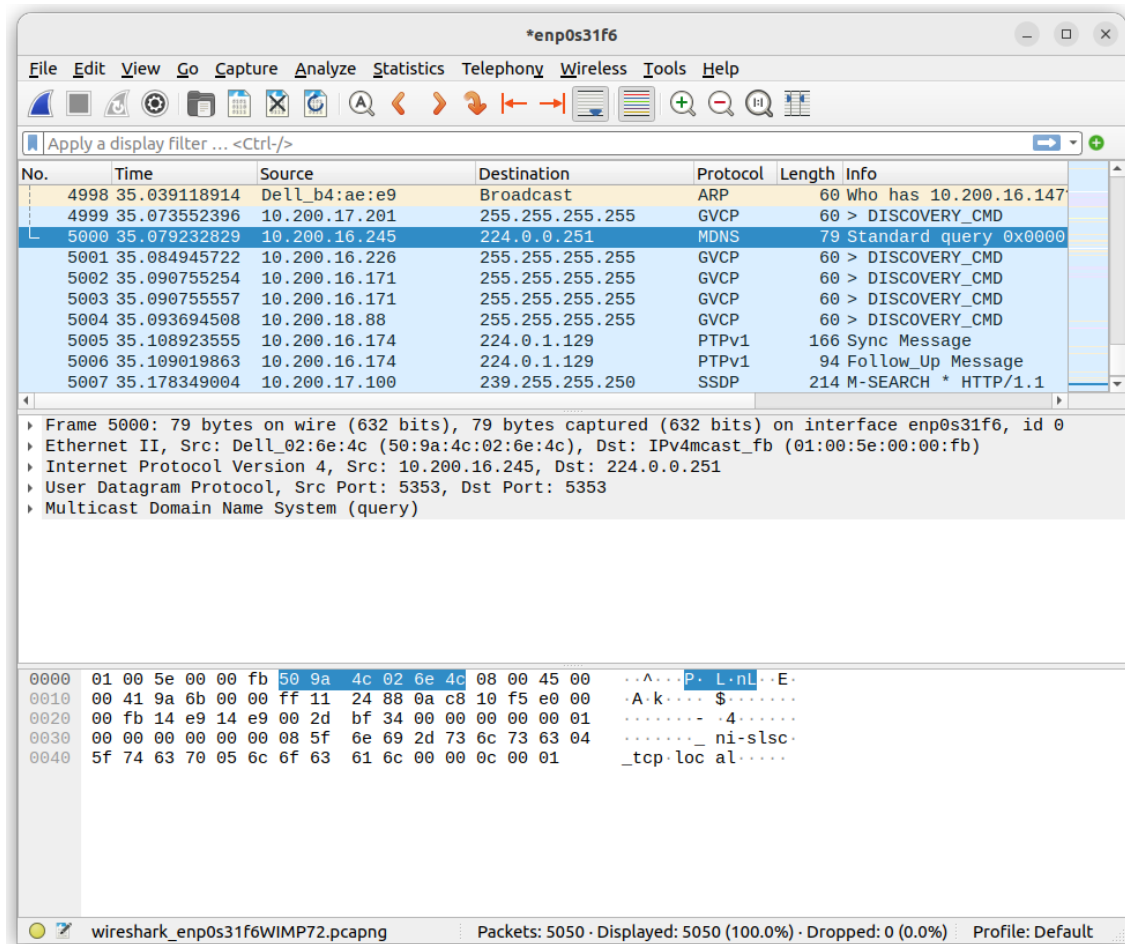 *enp0s31f6
File Edit View Go Capture Analyze Statistics Telephony Wireless Tools Help
Apply a display filter … <Ctrl-/>
No. Time Source Destination Protocol Length Info
4998 35.039118914 Dell_b4:ae:e9 Broadcast ARP 60 Who has 10.200.16.147?
4999 35.073552396 10.200.17.201 255.255.255.255 GVCP 60 > DISCOVERY_CMD
5000 35.079232829 10.200.16.245 224.0.0.251 MDNS 79 Standard query 0x0000
5001 35.084945722 10.200.16.226 255.255.255.255 GVCP 60 > DISCOVERY_CMD
5002 35.090755254 10.200.16.171 255.255.255.255 GVCP 60 > DISCOVERY_CMD
5003 35.090755557 10.200.16.171 255.255.255.255 GVCP 60 > DISCOVERY_CMD
5004 35.093694508 10.200.18.88 255.255.255.255 GVCP 60 > DISCOVERY_CMD
5005 35.108923555 10.200.16.174 224.0.1.129 PTPv1 166 Sync Message
5006 35.109019863 10.200.16.174 224.0.1.129 PTPv1 94 Follow_Up Message
5007 35.178349004 10.200.17.100 239.255.255.250 SSDP 214 M-SEARCH * HTTP/1.1
Frame 5000: 79 bytes on wire (632 bits), 79 bytes captured (632 bits) on interface enp0s31f6, id 0
Ethernet II, Src: Dell_02:6e:4c (50:9a:4c:02:6e:4c), Dst: IPv4mcast_fb (01:00:5e:00:00:fb)
Internet Protocol Version 4, Src: 10.200.16.245, Dst: 224.0.0.251
User Datagram Protocol, Src Port: 5353, Dst Port: 5353
Multicast Domain Name System (query)
0000 01 00 5e 00 00 fb 50 9a 4c 02 6e 4c 08 00 45 00 ··^···P· L·nL··E·
0010 00 41 9a 6b 00 00 ff 11 24 88 0a c8 10 f5 e0 00 ·A·k···· $·······
0020 00 fb 14 e9 14 e9 00 2d bf 34 00 00 00 00 00 01 ·······- ·4······
0030 00 00 00 00 00 00 08 5f 6e 69 2d 73 6c 73 63 04 ·······_ ni-slsc·
0040 5f 74 63 70 05 6c 6f 63 61 6c 00 00 0c 00 01 _tcp·loc al·····
wireshark_enp0s31f6WIMP72.pcapng Packets: 5050 · Displayed: 5050 (100.0%) · Dropped: 0 (0.0%) Profile: Default